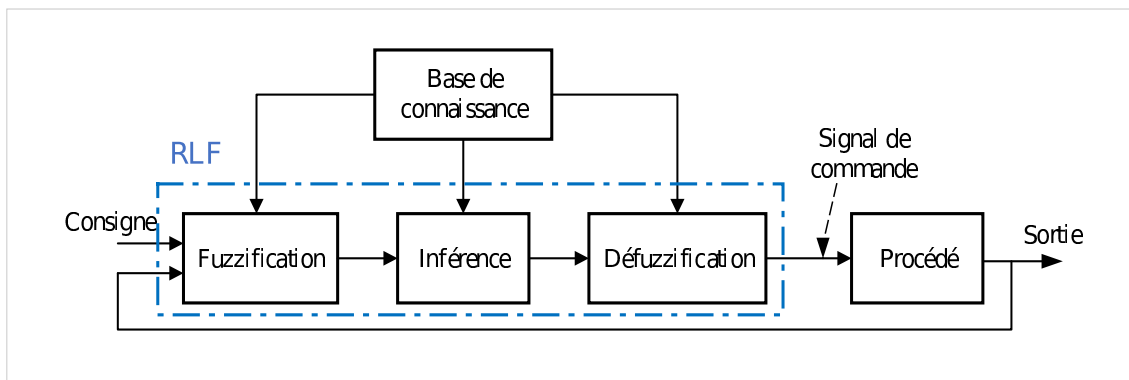 Base de
connaissance
RLF
Signal de
commande
Consigne
Fuzzification
Inférence
Défuzzification
Procédé
Sortie